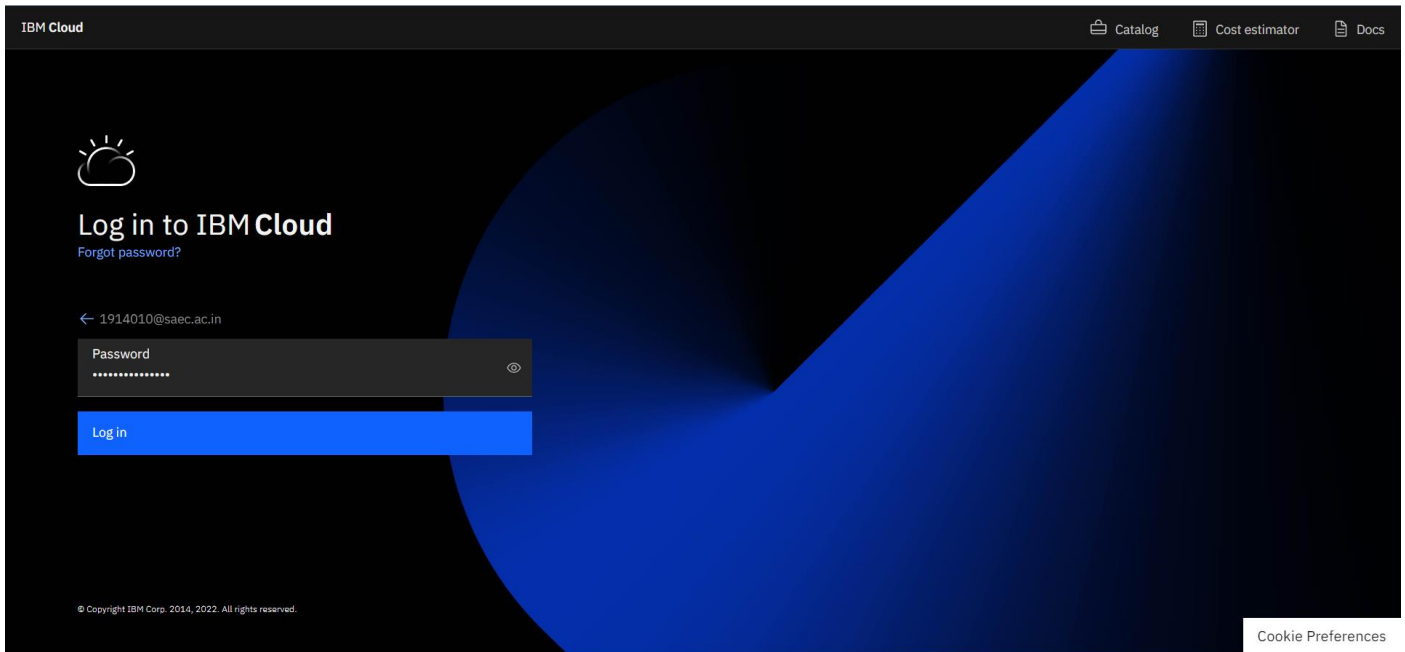 IBM Cloud
Catalog
Cost estimator
Docs
Log in to IBM Cloud
Forgot password?
← 1914010@saec.ac.in
Password
•••••••••••••••
Log in
© Copyright IBM Corp. 2014, 2022. All rights reserved.
Cookie Preferences